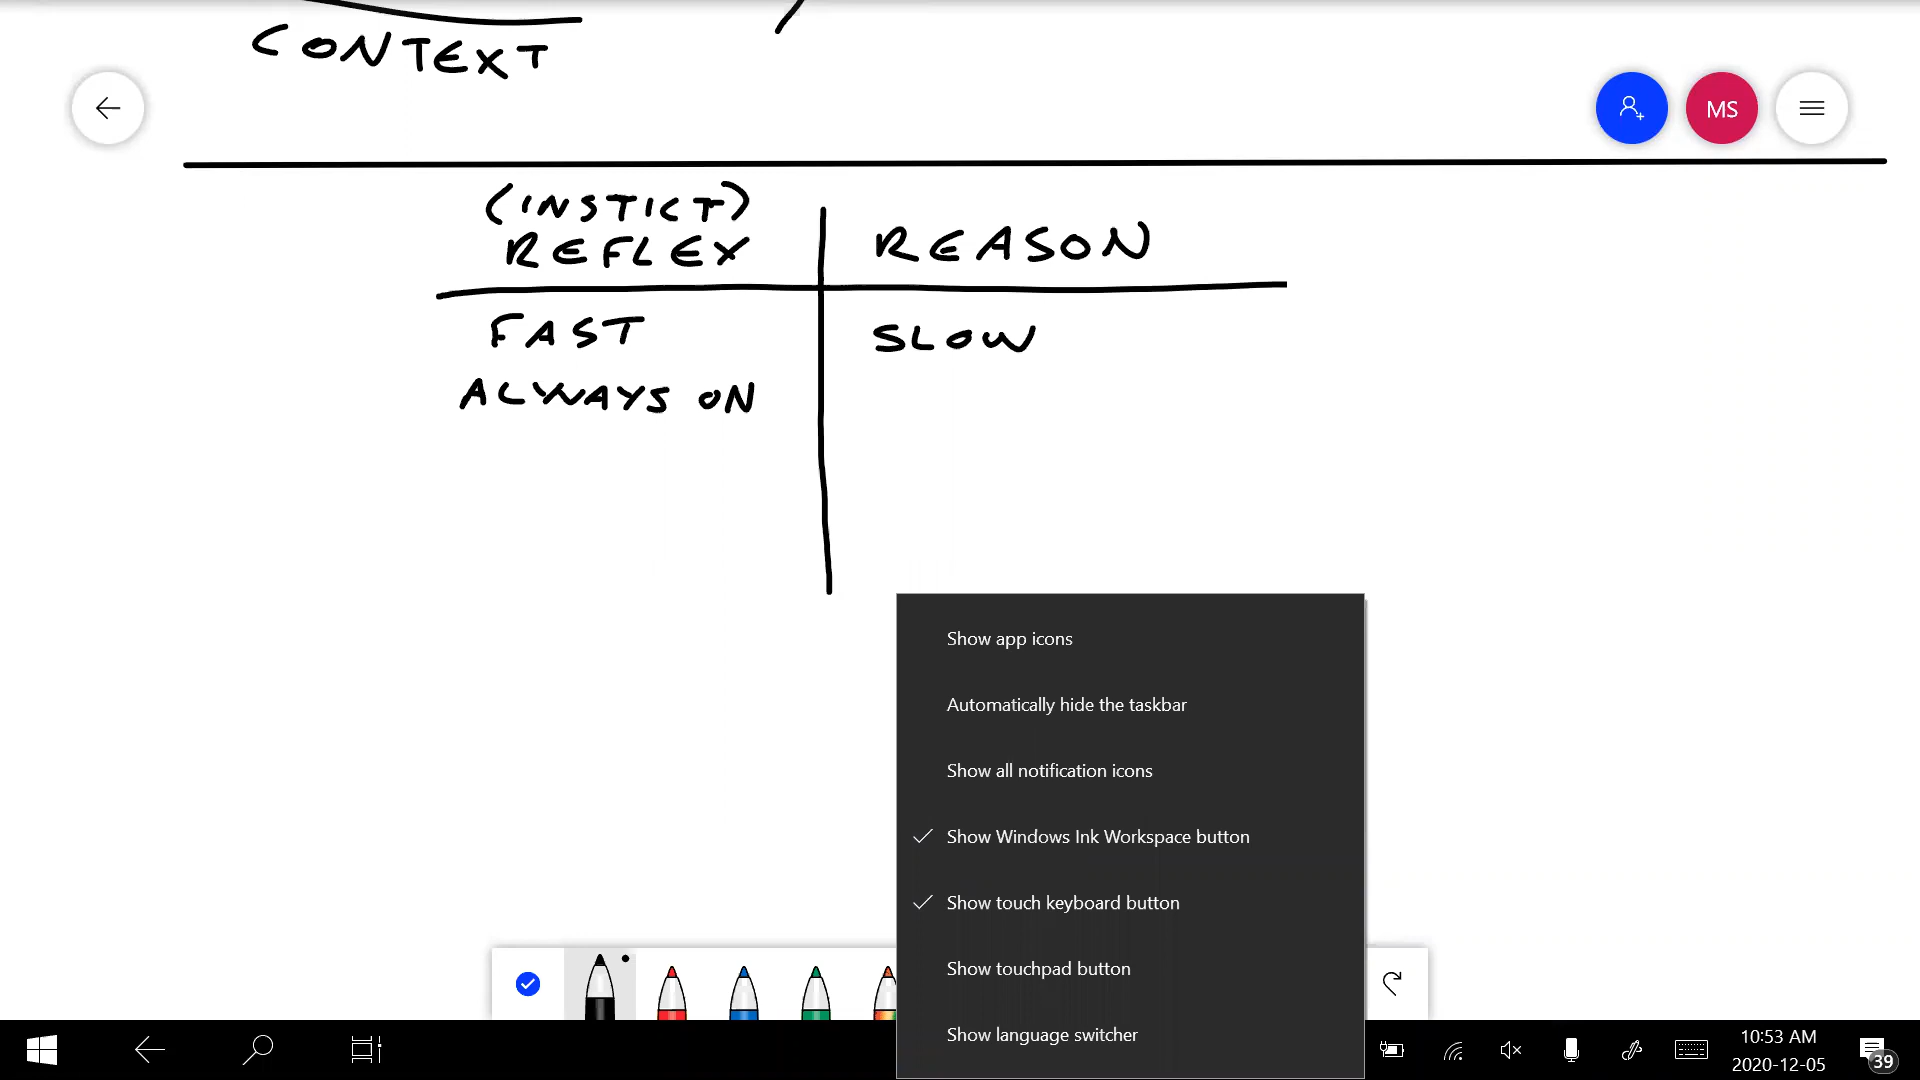 CONTEXT
MS
(INSTICT)
REFLEX
REASON
FAST
SLOW
ALWAYS ON
Show app icons
Automatically hide the taskbar
Show all notification icons
Show Windows Ink Workspace button
Show touch keyboard button
Show touchpad button
Show language switcher
10:53 AM
2020-12-05
39